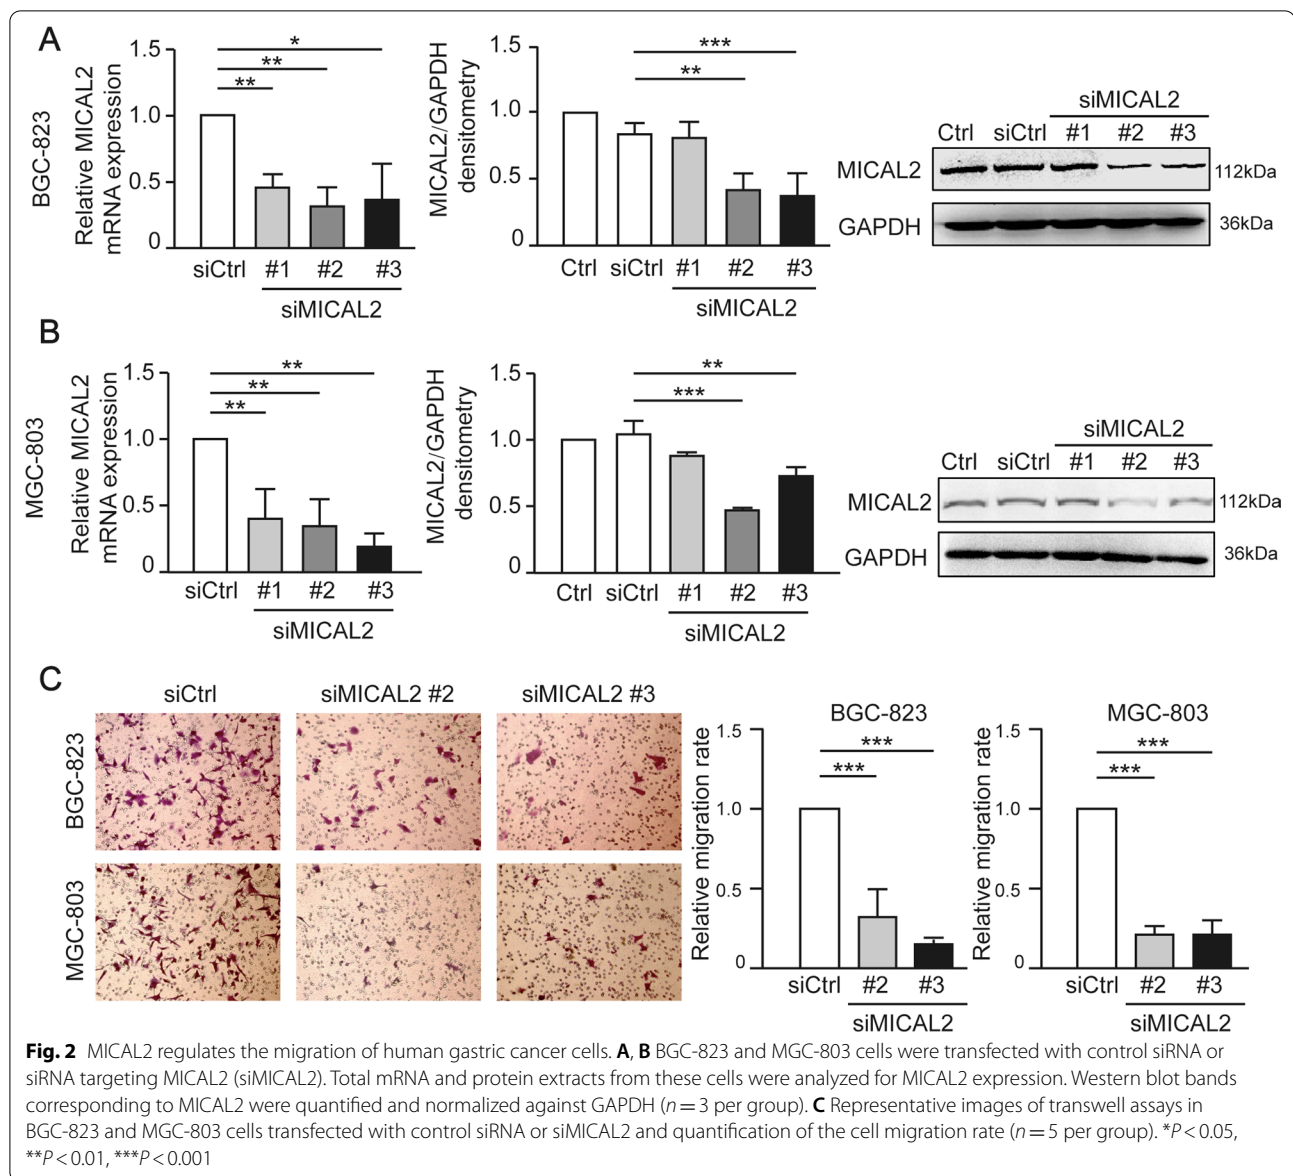 A
BGC-823
Relative MICAL2
mRNA expression
1.5
1.0
0.5
0
*
**
**
siCtrl #1 #2 #3
siMICAL2
MICAL2/GAPDH
densitometry
1.5
1.0
0.5
0
***
**
Ctrl siCtrl #1 #2 #3
siMICAL2
siMICAL2
Ctrl siCtrl #1 #2 #3
MICAL2 112kDa
GAPDH 36kDa
B
MGC-803
Relative MICAL2
mRNA expression
1.5
1.0
0.5
0
**
**
**
siCtrl #1 #2 #3
siMICAL2
MICAL2/GAPDH
densitometry
1.5
1.0
0.5
0
**
***
Ctrl siCtrl #1 #2 #3
siMICAL2
siMICAL2
Ctrl siCtrl #1 #2 #3
MICAL2 112kDa
GAPDH 36kDa
C
siCtrl siMICAL2 #2 siMICAL2 #3
BGC-823
MGC-803
BGC-823
Relative migration rate
1.5
1.0
0.5
0
***
***
siCtrl #2 #3
siMICAL2
MGC-803
Relative migration rate
1.5
1.0
0.5
0
***
***
siCtrl #2 #3
siMICAL2
Fig. 2 MICAL2 regulates the migration of human gastric cancer cells. A, B BGC-823 and MGC-803 cells were transfected with control siRNA or
siRNA targeting MICAL2 (siMICAL2). Total mRNA and protein extracts from these cells were analyzed for MICAL2 expression. Western blot bands
corresponding to MICAL2 were quantified and normalized against GAPDH (n = 3 per group). C Representative images of transwell assays in
BGC-823 and MGC-803 cells transfected with control siRNA or siMICAL2 and quantification of the cell migration rate (n = 5 per group). *P < 0.05,
**P < 0.01, ***P < 0.001